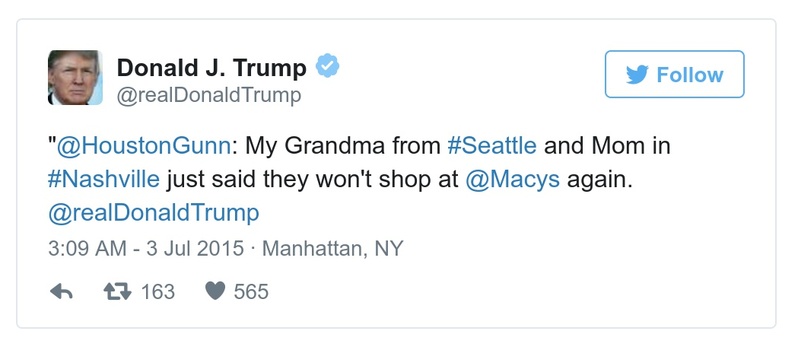 Donald J. Trump
@realDonaldTrump
Follow
"@HoustonGunn: My Grandma from #Seattle and Mom in
#Nashville just said they won't shop at @Macys again.
@realDonaldTrump
3:09 AM - 3 Jul 2015 · Manhattan, NY
163 565